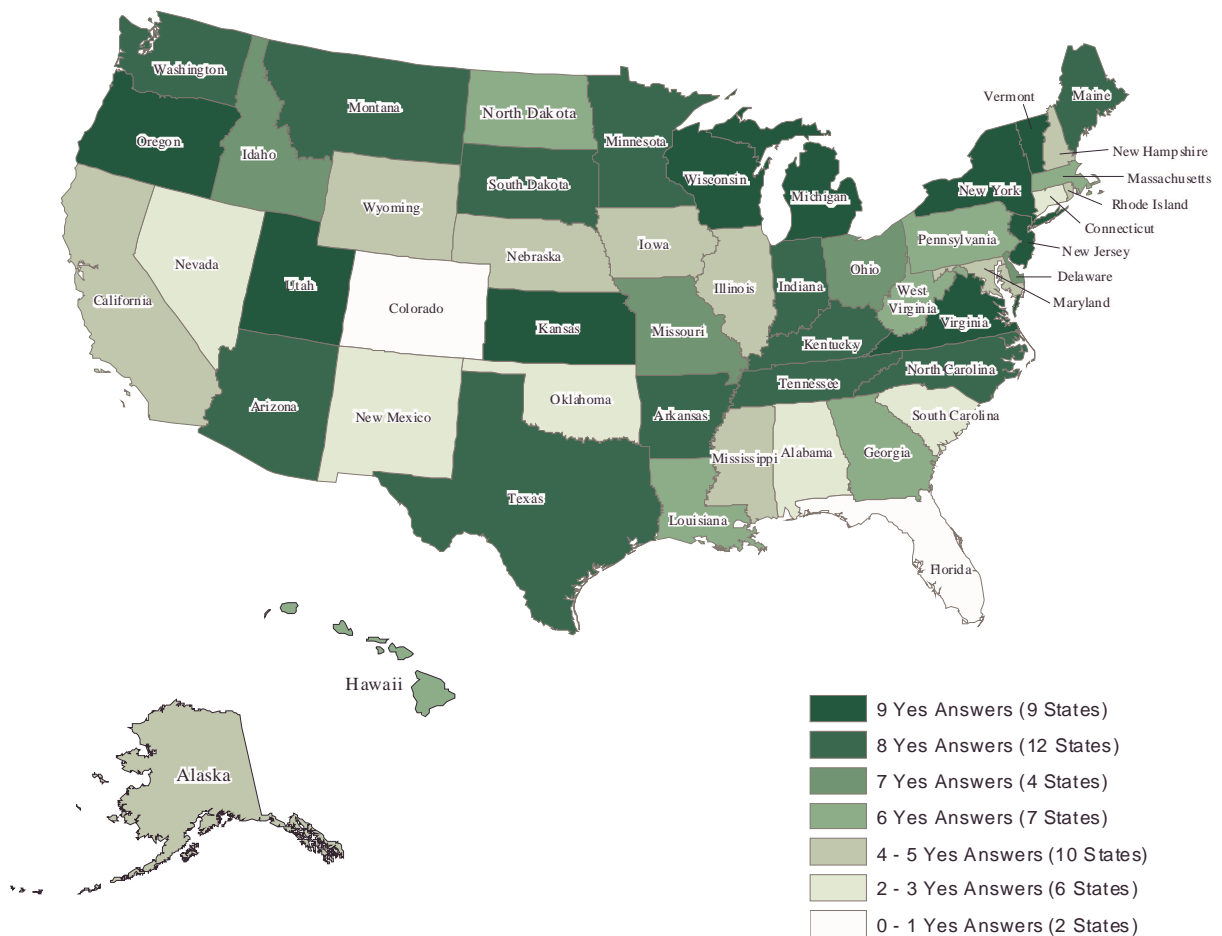 Washington
Montana
North Dakota
Minnesota
Maine
Vermont
Oregon
Idaho
South Dakota
Wisconsin
Michigan
New York
New Hampshire
Massachusetts
Rhode Island
Connecticut
New Jersey
Delaware
Maryland
Wyoming
Nebraska
Iowa
Pennsylvania
Nevada
Utah
Colorado
Kansas
Missouri
Illinois
Indiana
Ohio
West
Virginia
Virginia
California
Kentucky
North Carolina
Tennessee
Arizona
New Mexico
Oklahoma
Arkansas
South Carolina
Mississippi
Alabama
Georgia
Texas
Louisiana
Florida
Hawaii
Alaska
9 Yes Answers (9 States)
8 Yes Answers (12 States)
7 Yes Answers (4 States)
6 Yes Answers (7 States)
4 - 5 Yes Answers (10 States)
2 - 3 Yes Answers (6 States)
0 - 1 Yes Answers (2 States)